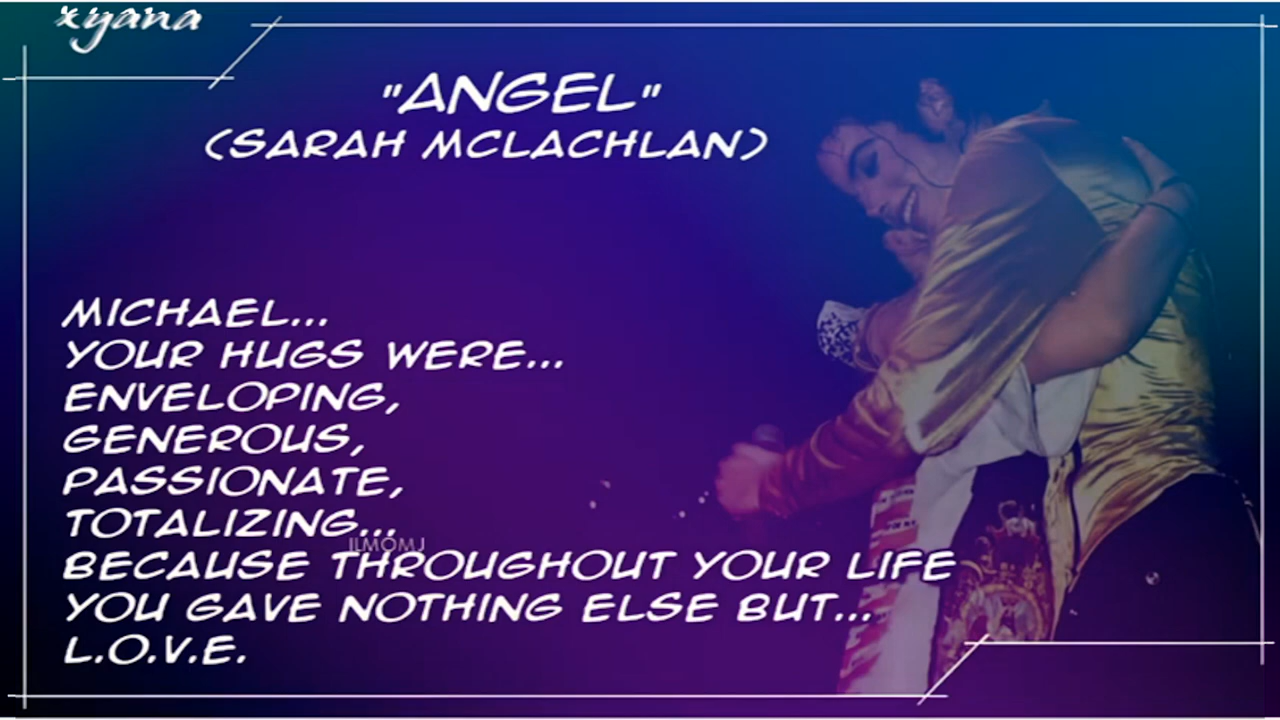 xyana
"ANGEL"
(SARAH MCLACHLAN)
MICHAEL...
YOUR HUGS WERE...
ENVELOPING,
GENEROUS,
PASSIONATE,
TOTALIZING...
ILMOMJ
BECAUSE THROUGHOUT YOUR LIFE
YOU GAVE NOTHING ELSE BUT...
L.O.V.E.